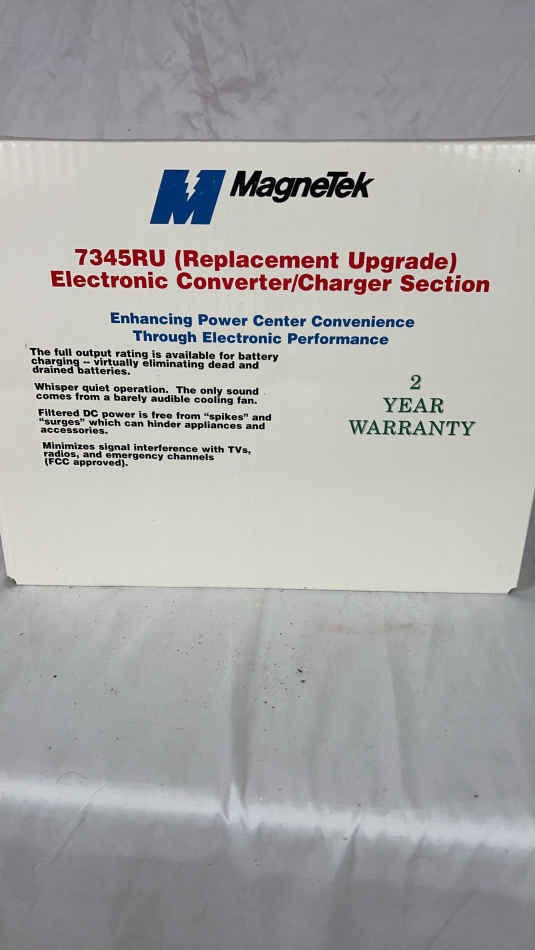 MagneTek
7345RU (Replacement Upgrade)
Electronic Converter/Charger Section
Enhancing Power Center Convenience
Through Electronic Performance
The full output rating is available for battery
charging -- virtually eliminating dead and
drained batteries.
Whisper quiet operation. The only sound
comes from a barely audible cooling fan.
Filtered DC power is free from “spikes” and
“surges” which can hinder appliances and
accessories.
Minimizes signal interference with TVs,
radios, and emergency channels
(FCC approved).
2
YEAR
WARRANTY